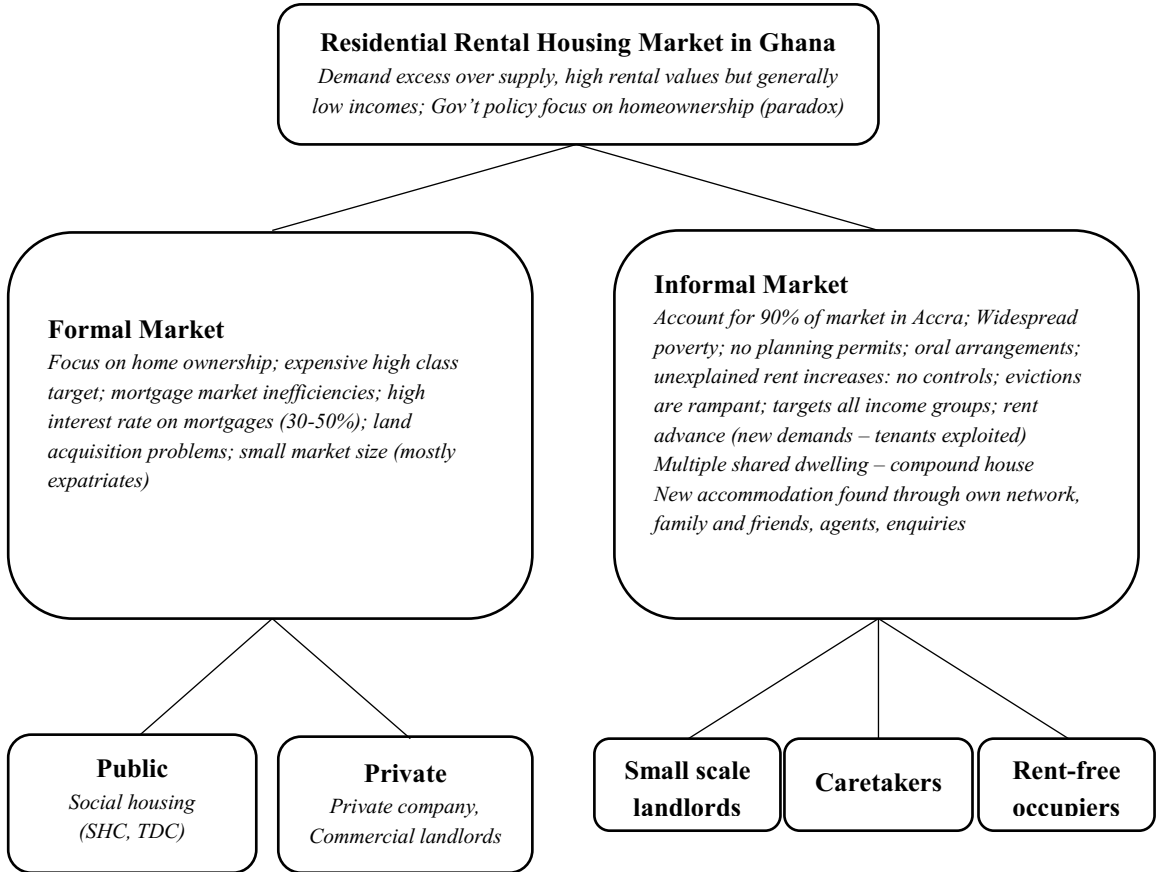 Residential Rental Housing Market in Ghana
Demand excess over supply, high rental values but generally
low incomes; Gov’t policy focus on homeownership (paradox)
Formal Market
Focus on home ownership; expensive high class
target; mortgage market inefficiencies; high
interest rate on mortgages (30-50%); land
acquisition problems; small market size (mostly
expatriates)
Informal Market
Account for 90% of market in Accra; Widespread
poverty; no planning permits; oral arrangements;
unexplained rent increases: no controls; evictions
are rampant; targets all income groups; rent
advance (new demands – tenants exploited)
Multiple shared dwelling – compound house
New accommodation found through own network,
family and friends, agents, enquiries
Public
Social housing
(SHC, TDC)
Private
Private company,
Commercial landlords
Small scale
landlords
Caretakers
Rent-free
occupiers